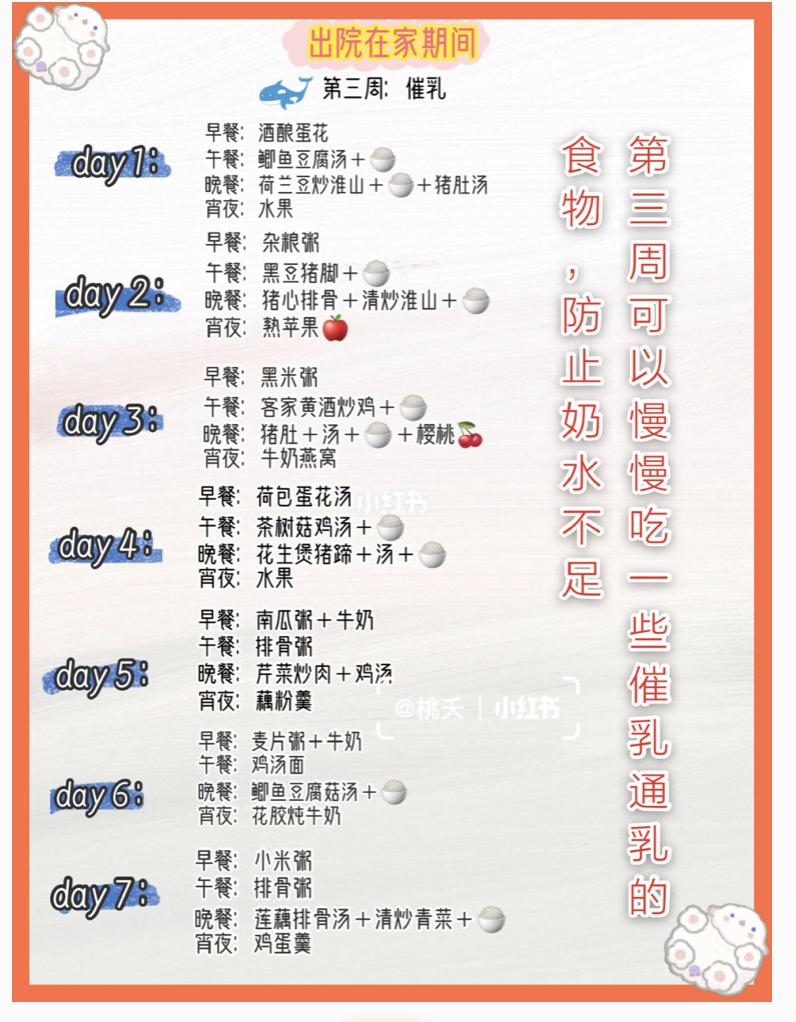 出院在家期间
第三周: 催乳
day 1:
早餐: 酒酿蛋花
午餐: 鲫鱼豆腐汤+🍚
晚餐: 荷兰豆炒淮山+🍚+猪肚汤
宵夜: 水果
day 2:
早餐: 杂粮粥
午餐: 黑豆猪脚+🍚
晚餐: 猪心排骨+清炒淮山+🍚
宵夜: 熟苹果🍎
day 3:
早餐: 黑米粥
午餐: 客家黄酒炒鸡+🍚
晚餐: 猪肚+汤+🍚+樱桃🍒
宵夜: 牛奶燕窝
day 4:
早餐: 荷包蛋花汤
午餐: 茶树菇鸡汤+🍚
晚餐: 花生煲猪蹄+汤+🍚
宵夜: 水果
day 5:
早餐: 南瓜粥+牛奶
午餐: 排骨粥
晚餐: 芹菜炒肉+鸡汤
宵夜: 藕粉羹
day 6:
早餐: 麦片粥+牛奶
午餐: 鸡汤面
晚餐: 鲫鱼豆腐菇汤+🍚
宵夜: 花胶炖牛奶
day 7:
早餐: 小米粥
午餐: 排骨粥
晚餐: 莲藕排骨汤+清炒青菜+🍚
宵夜: 鸡蛋羹
第三周可以慢慢吃一些催乳通乳的
食物,防止奶水不足
小红书
@桃夭 | 小红书